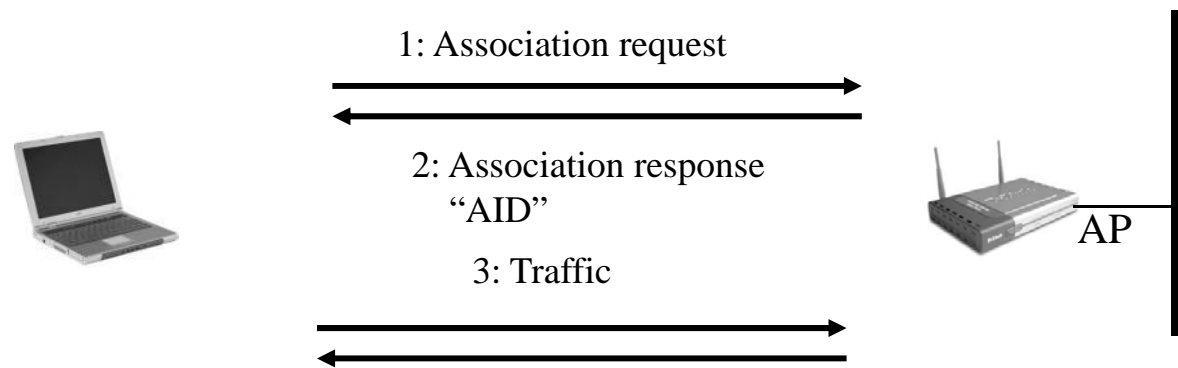 1: Association request
2: Association response
“AID”
3: Traffic
AP